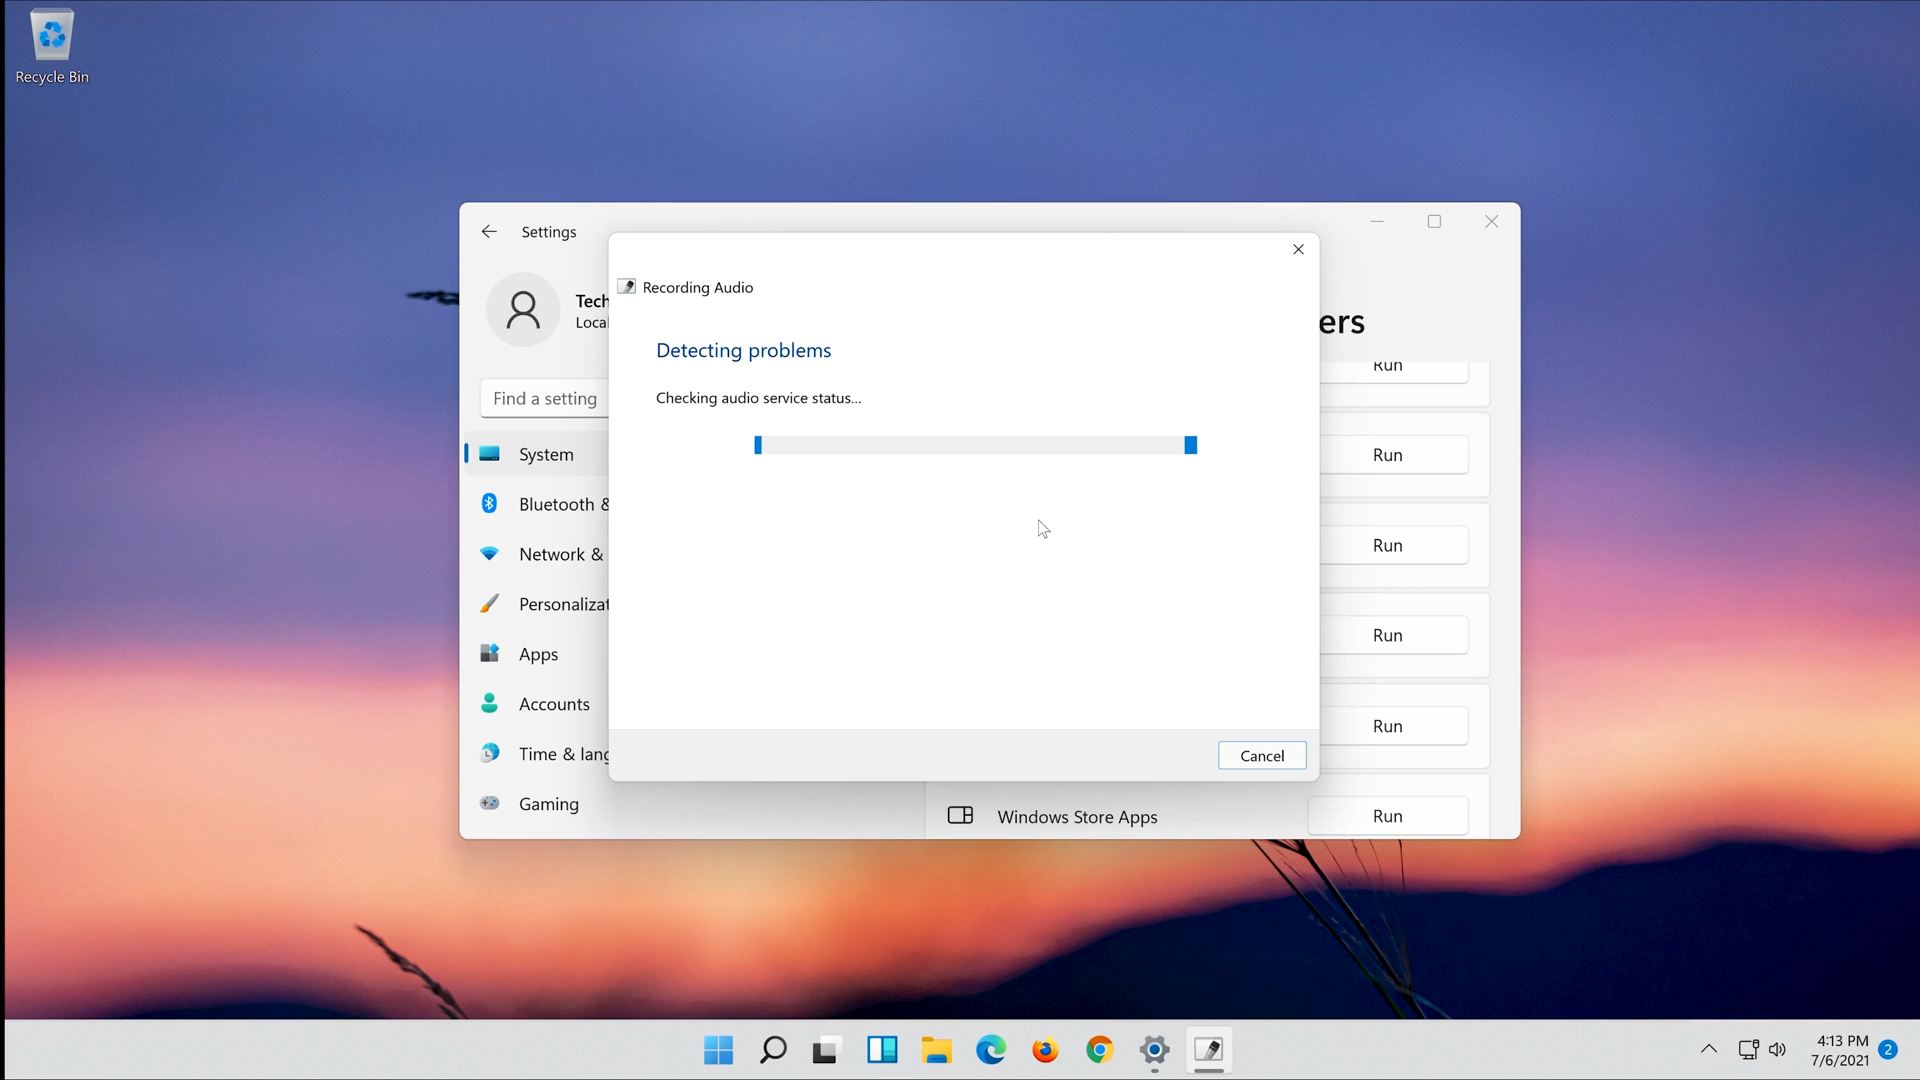 Recycle Bin
Settings
Tech
Local
Find a setting
System
Bluetooth &
Network &
Personalizat
Apps
Accounts
Time & lang
Gaming
Recording Audio
Detecting problems
Checking audio service status...
Cancel
ers
Run
Run
Run
Run
Run
Windows Store Apps
Run
4:13 PM
7/6/2021
2